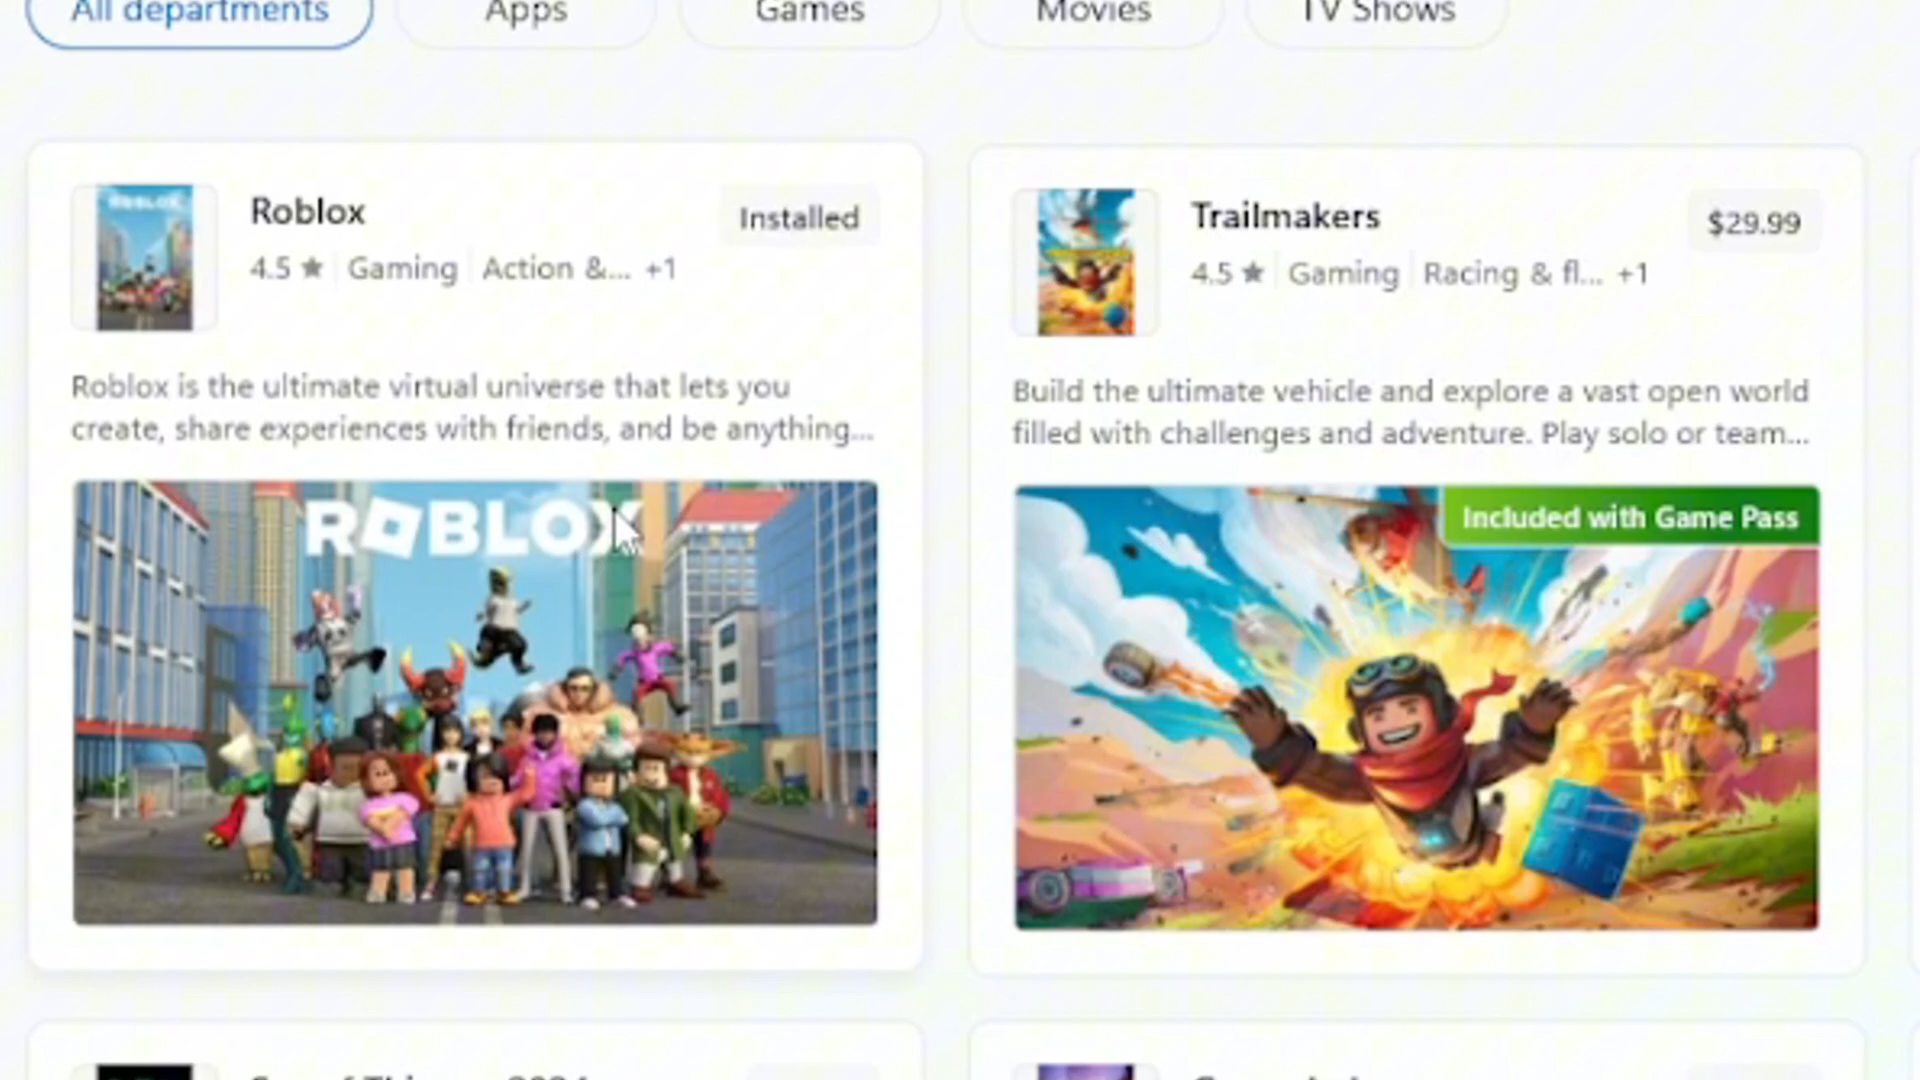 All departments
Apps
Games
Movies
TV Shows
Roblox
Installed
4.5 ★ Gaming Action &... +1
Roblox is the ultimate virtual universe that lets you
create, share experiences with friends, and be anything...
ROBLOX
ROBLOX
Trailmakers
$29.99
4.5 ★ Gaming Racing & fl... +1
Build the ultimate vehicle and explore a vast open world
filled with challenges and adventure. Play solo or team...
Included with Game Pass